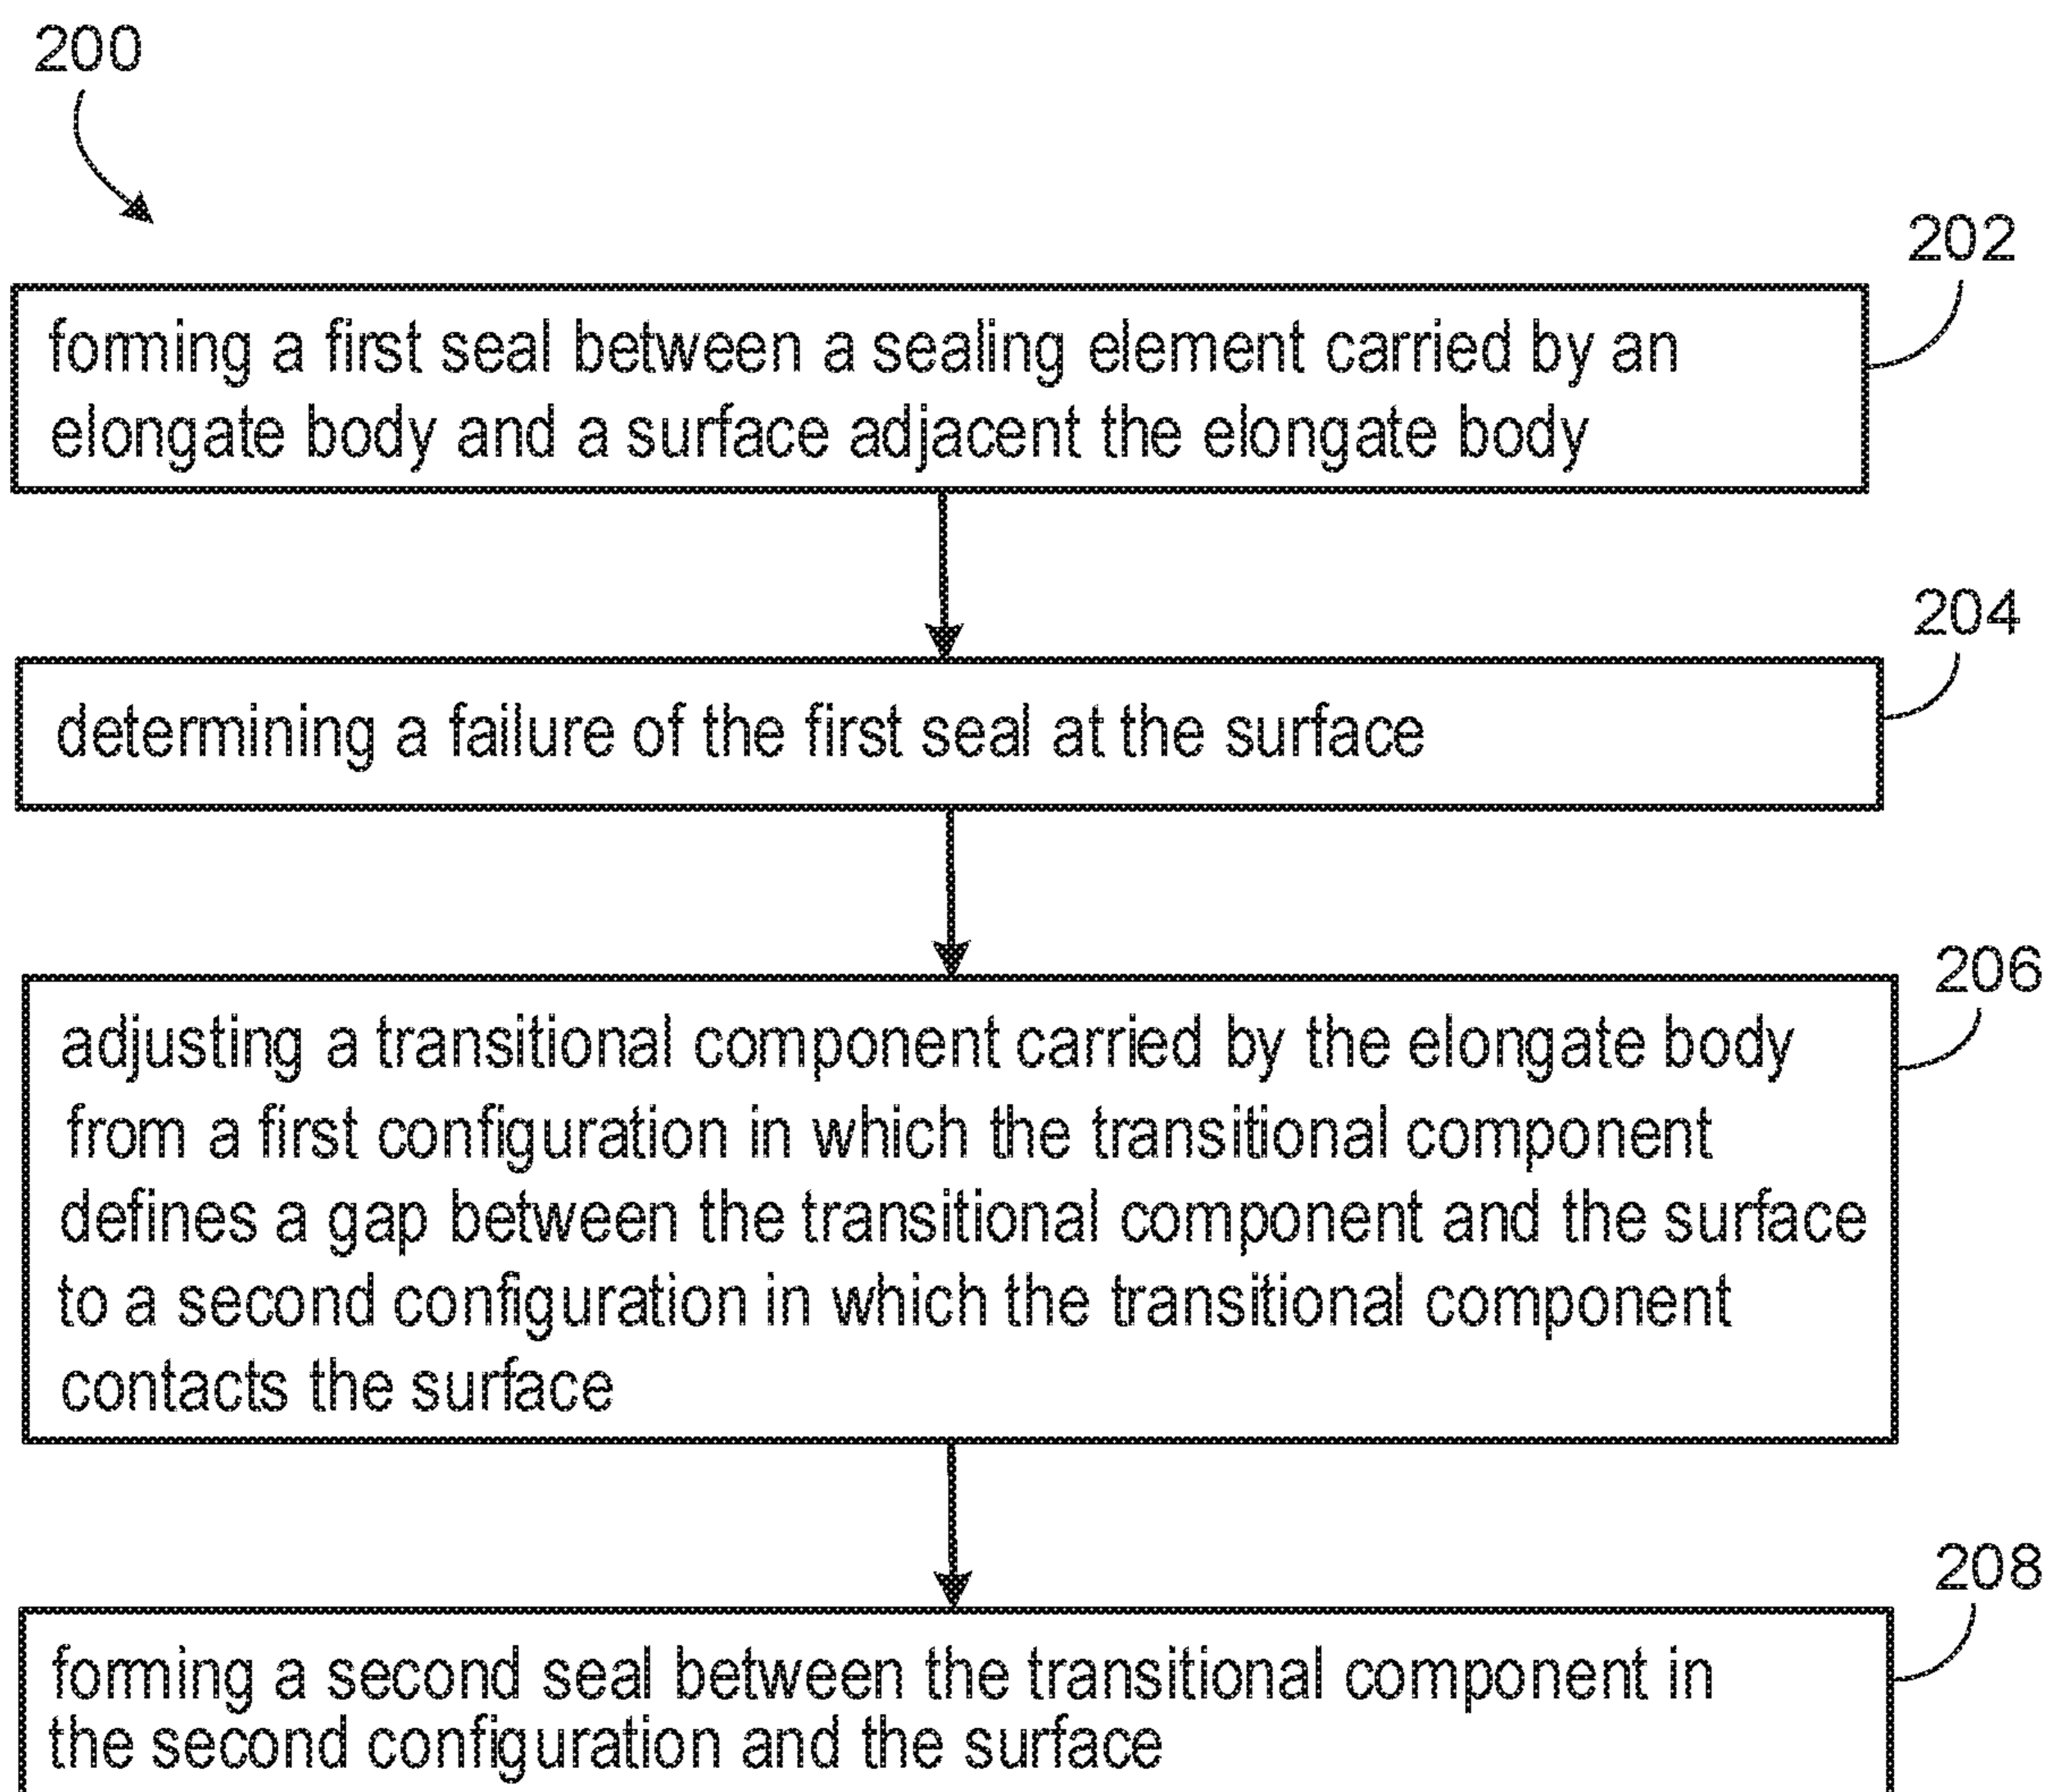 200
202
forming a first seal between a sealing element carried by an
elongate body and a surface adjacent the elongate body
204
determining a failure of the first seal at the surface
206
adjusting a transitional component carried by the elongate body
from a first configuration in which the transitional component
defines a gap between the transitional component and the surface
to a second configuration in which the transitional component
contacts the surface
208
forming a second seal between the transitional component in
the second configuration and the surface